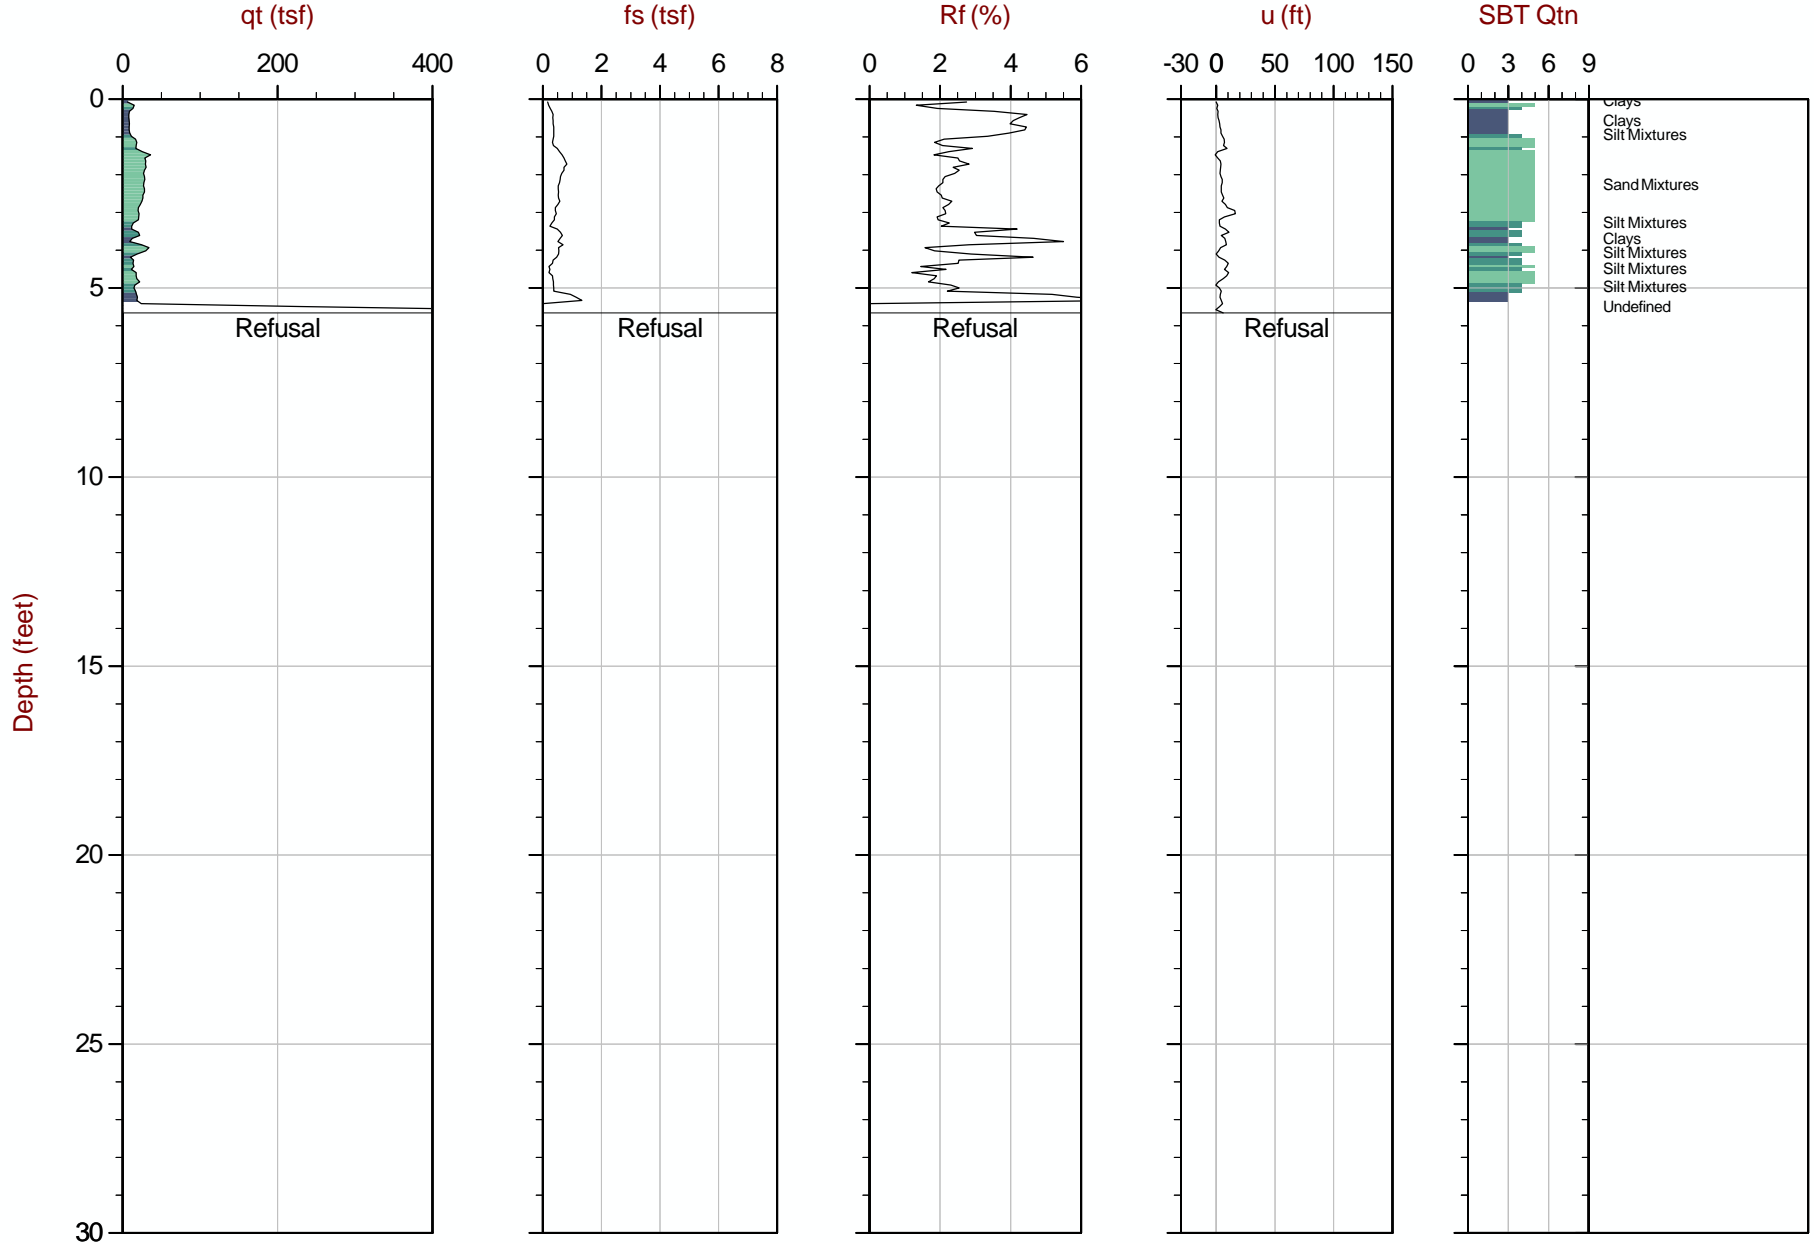 qt (tsf) fs (tsf) Rf (%) u (ft) SBT Qtn
0 200 400 0 2 4 6 8 0 2 4 6 -30 0 50 100 150 0 3 6 9
0
Clays
Clays
Silt Mixtures
Sand Mixtures
Silt Mixtures
Clays
Silt Mixtures
Silt Mixtures
5
Silt Mixtures
Undefined
Refusal Refusal Refusal Refusal
10
15
20
25
30
Depth (feet)